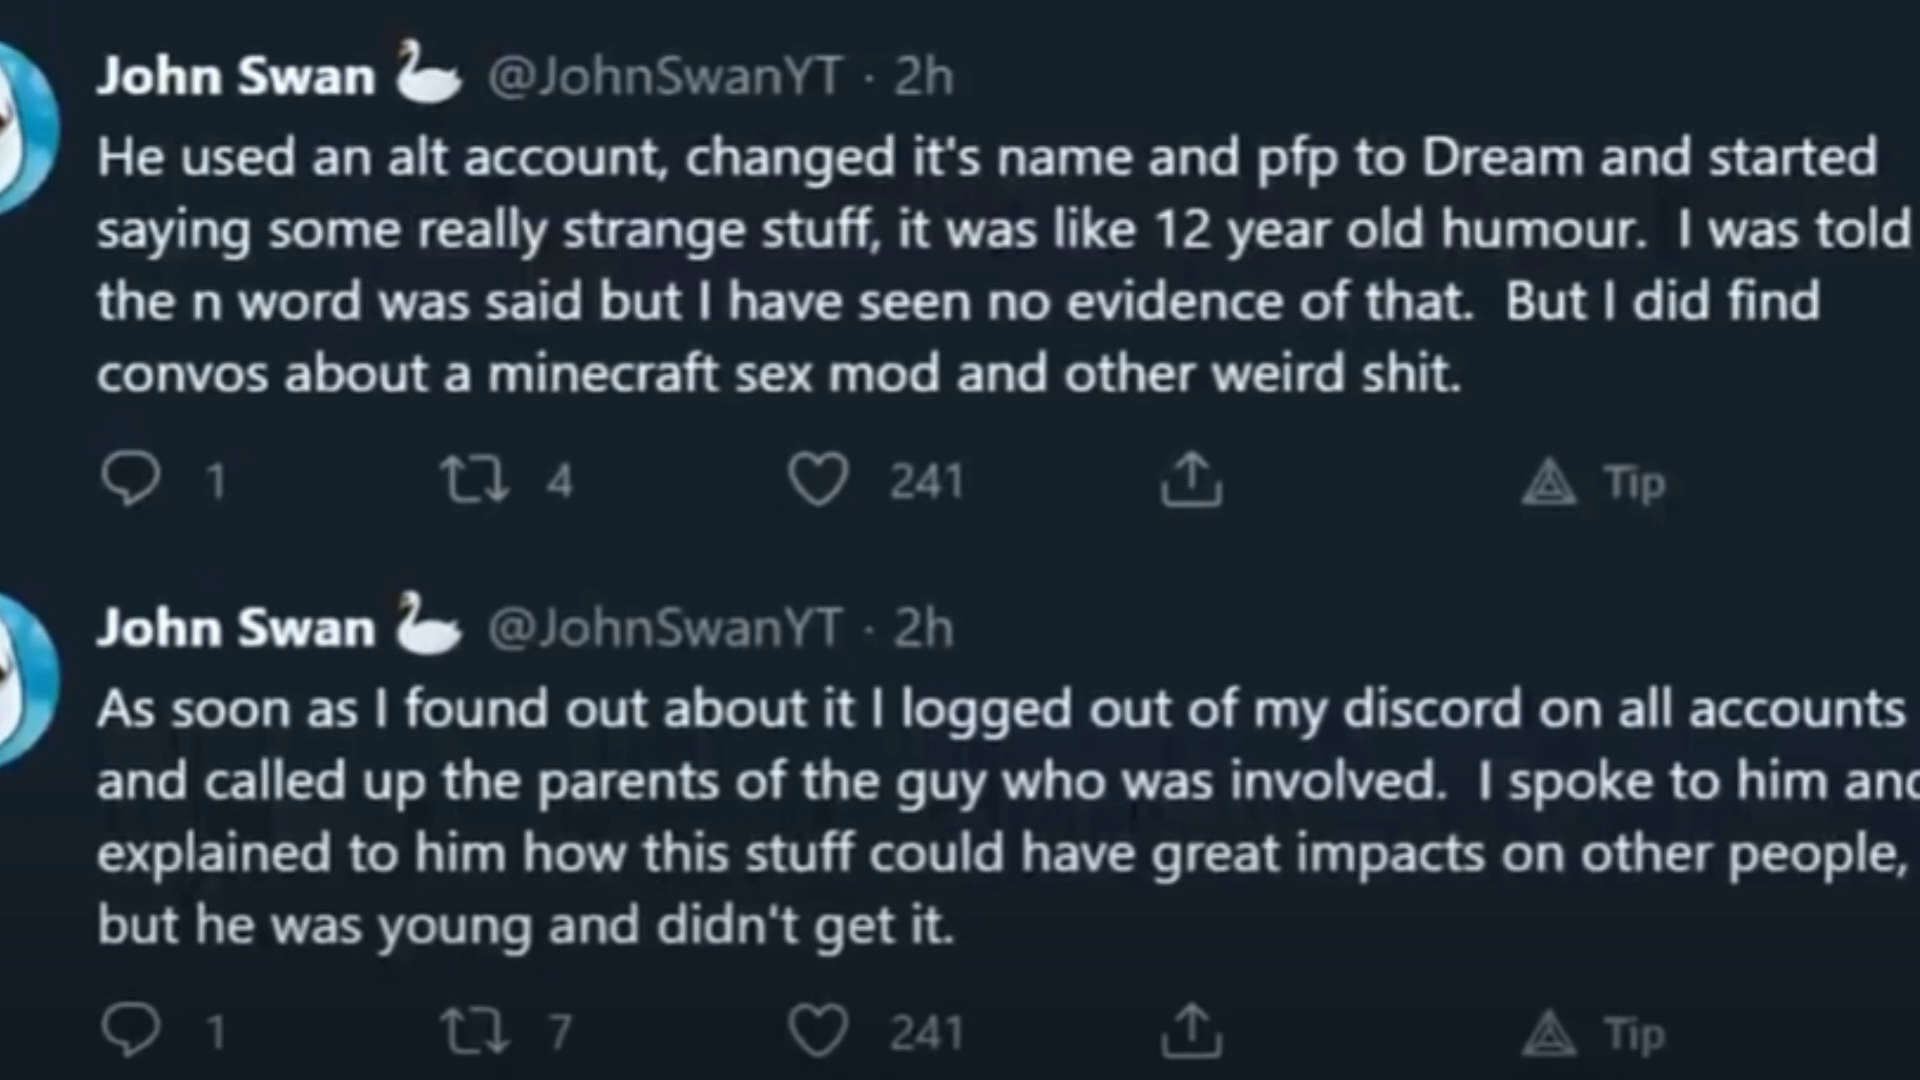 John Swan 🦢 @JohnSwanYT · 2h
He used an alt account, changed it's name and pfp to Dream and started
saying some really strange stuff, it was like 12 year old humour. I was told
the n word was said but I have seen no evidence of that. But I did find
convos about a minecraft sex mod and other weird shit.
1 4 241 Tip
John Swan 🦢 @JohnSwanYT · 2h
As soon as I found out about it I logged out of my discord on all accounts
and called up the parents of the guy who was involved. I spoke to him and
explained to him how this stuff could have great impacts on other people,
but he was young and didn't get it.
1 7 241 Tip